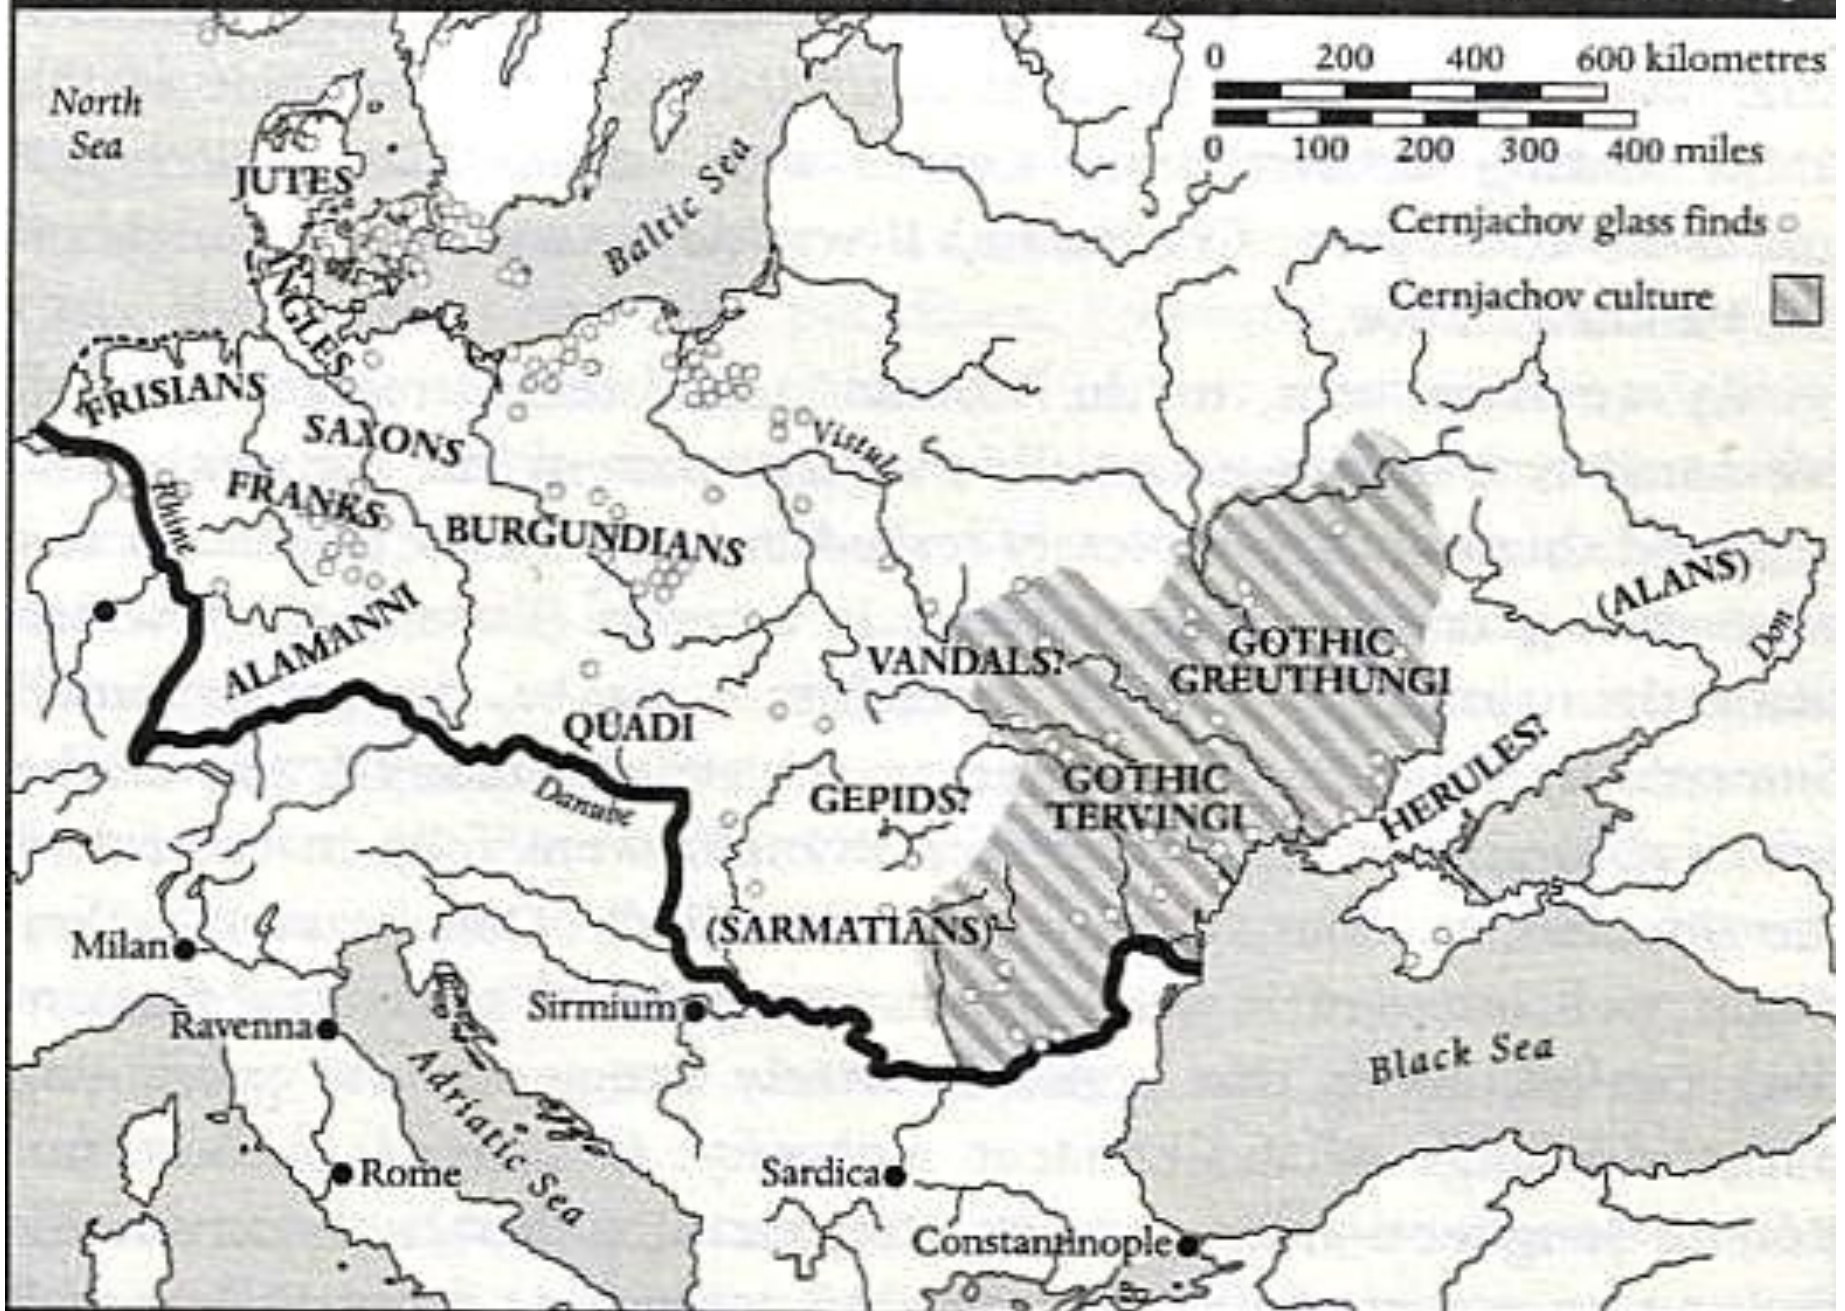 0 200 400 600 kilometres
0 100 200 300 400 miles
Cernjachov glass finds
Cernjachov culture
North
Sea
JUTES
Baltic Sea
ANGLES
FRISIANS
SAXONS
Vistula
FRANKS
Rhine
BURGUNDIANS
(ALANS)
ALAMANNI
VANDALS?
GOTHIC
GREUTHUNGI
Don
QUADI
Danube
GEPIDS?
GOTHIC
TERVINGI
HERULES?
(SARMATIANS)
Milan
Sirmium
Ravenna
Adriatic Sea
Black Sea
Rome
Sardica
Constantinople